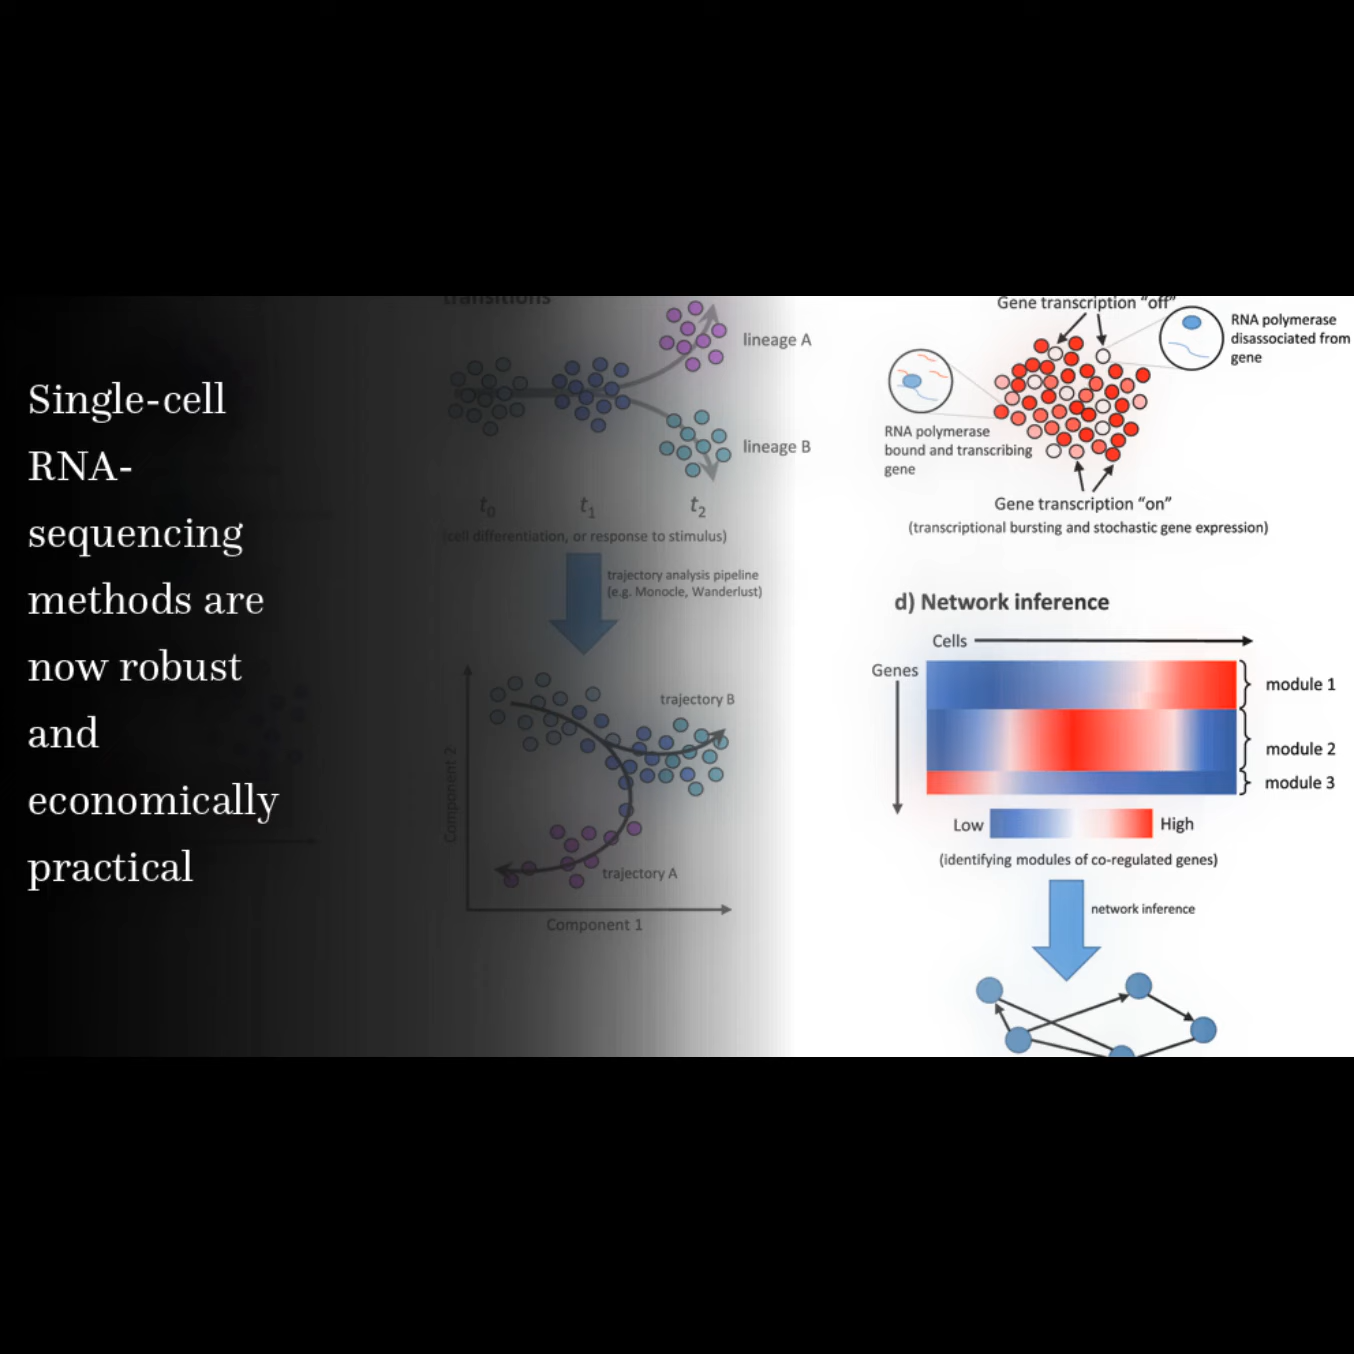 Single-cell
RNA-
sequencing
methods are
now robust
and
economically
practical
transitions
lineage A
lineage B
t0
t1
t2
(cell differentiation, or response to stimulus)
trajectory analysis pipeline
(e.g. Monocle, Wanderlust)
trajectory B
trajectory A
Component 2
Component 1
Gene transcription “off”
RNA polymerase
disassociated from
gene
RNA polymerase
bound and transcribing
gene
Gene transcription “on”
(transcriptional bursting and stochastic gene expression)
d) Network inference
Cells
Genes
module 1
module 2
module 3
Low
High
(identifying modules of co-regulated genes)
network inference